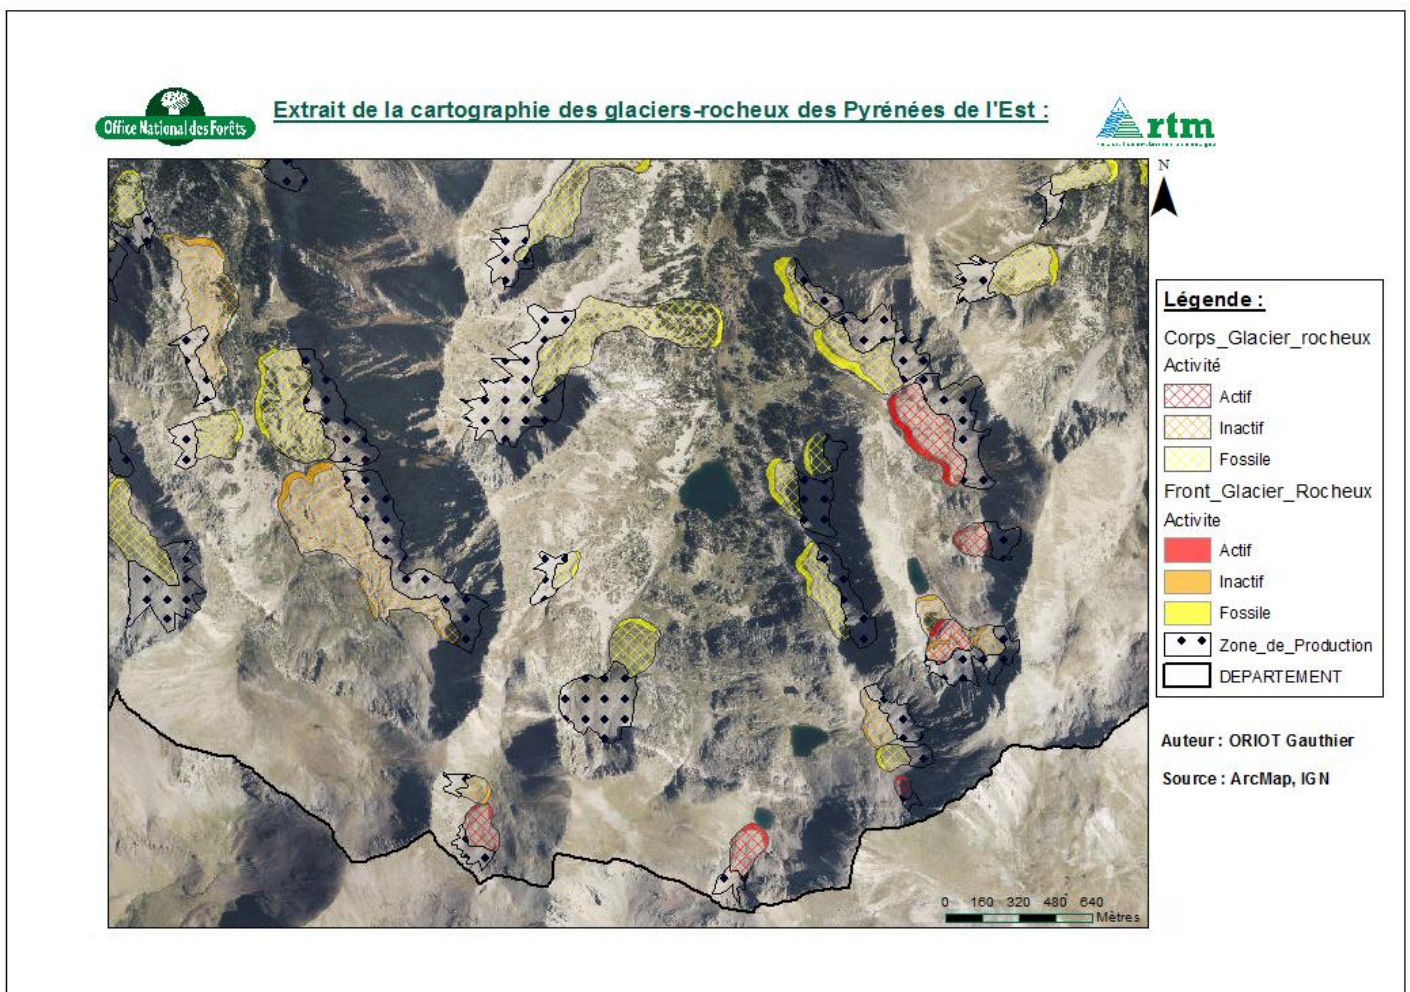 Office National des Forêts
Extrait de la cartographie des glaciers-rocheux des Pyrénées de l'Est :
rtm
N
Légende :
Corps_Glacier_rocheux
Activité
Actif
Inactif
Fossile
Front_Glacier_Rocheux
Activite
Actif
Inactif
Fossile
Zone_de_Production
DEPARTEMENT
Auteur : ORIOT Gauthier
Source : ArcMap, IGN
0 160 320 480 640
Mètres